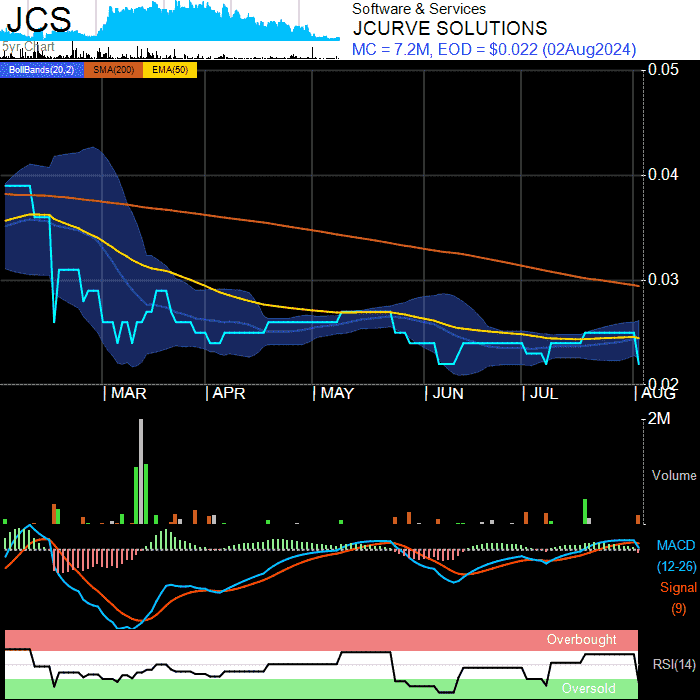 JCS
5yr Chart
Software & Services
JCURVE SOLUTIONS
MC = 7.2M, EOD = $0.022 (02Aug2024)
BollBands(20,2) SMA(200) EMA(50)
0.05
0.04
0.03
0.02
MAR APR MAY JUN JUL AUG
2M
Volume
MACD
(12-26)
Signal
(9)
Overbought
RSI(14)
Oversold